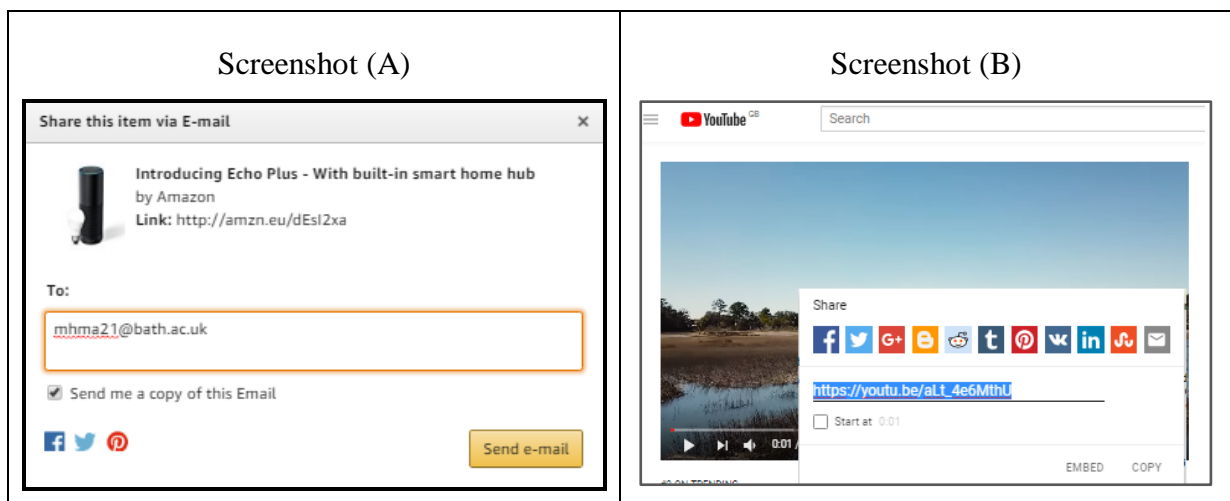 Screenshot (A)
Share this item via E-mail ×
Introducing Echo Plus - With built-in smart home hub
by Amazon
Link: http://amzn.eu/dEsI2xa
To:
mhma21@bath.ac.uk
Send me a copy of this Email
Send e-mail
Screenshot (B)
YouTube GB
Search
Share
https://youtu.be/aLt_4e6MthU
Start at 0:01
0:01 /
EMBED COPY